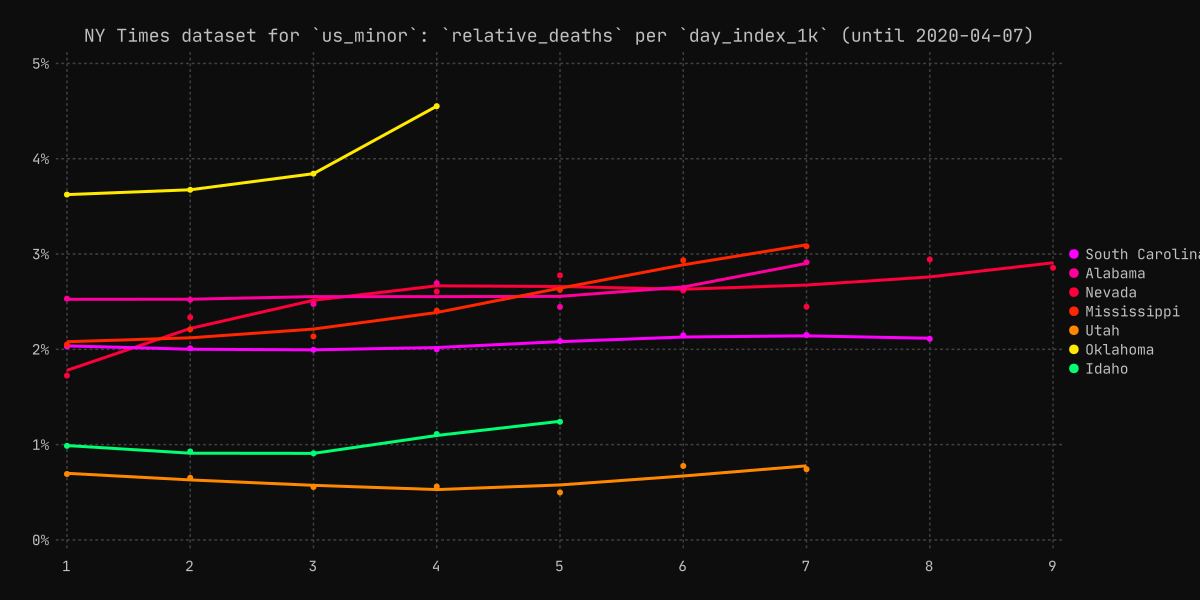 NY Times dataset for `us_minor`: `relative_deaths` per `day_index_1k` (until 2020-04-07)
5%
4%
3%
2%
1%
0%
1 2 3 4 5 6 7 8 9
South Carolina
Alabama
Nevada
Mississippi
Utah
Oklahoma
Idaho